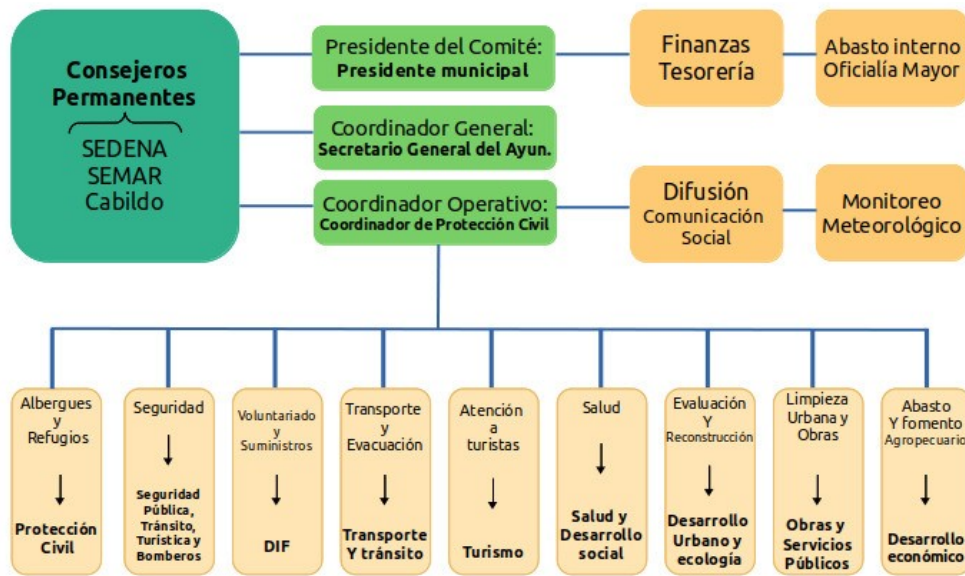 Consejeros
Permanentes
SEDENA
SEMAR
Cabildo
Presidente del Comité:
Presidente municipal
Finanzas
Tesorería
Abasto interno
Oficialía Mayor
Coordinador General:
Secretario General del Ayun.
Coordinador Operativo:
Coordinador de Protección Civil
Difusión
Comunicación
Social
Monitoreo
Meteorológico
Albergues
y
Refugios
Protección
Civil
Seguridad
Seguridad
Pública,
Tránsito,
Turística y
Bomberos
Voluntariado
y
Suministros
DIF
Transporte
y
Evacuación
Transporte
Y tránsito
Atención
a
turistas
Turismo
Salud
Salud y
Desarrollo
social
Evaluación
Y
Reconstrucción
Desarrollo
Urbano y
ecología
Limpieza
Urbana y
Obras
Obras y
Servicios
Públicos
Abasto
Y fomento
Agropecuario
Desarrollo
económico